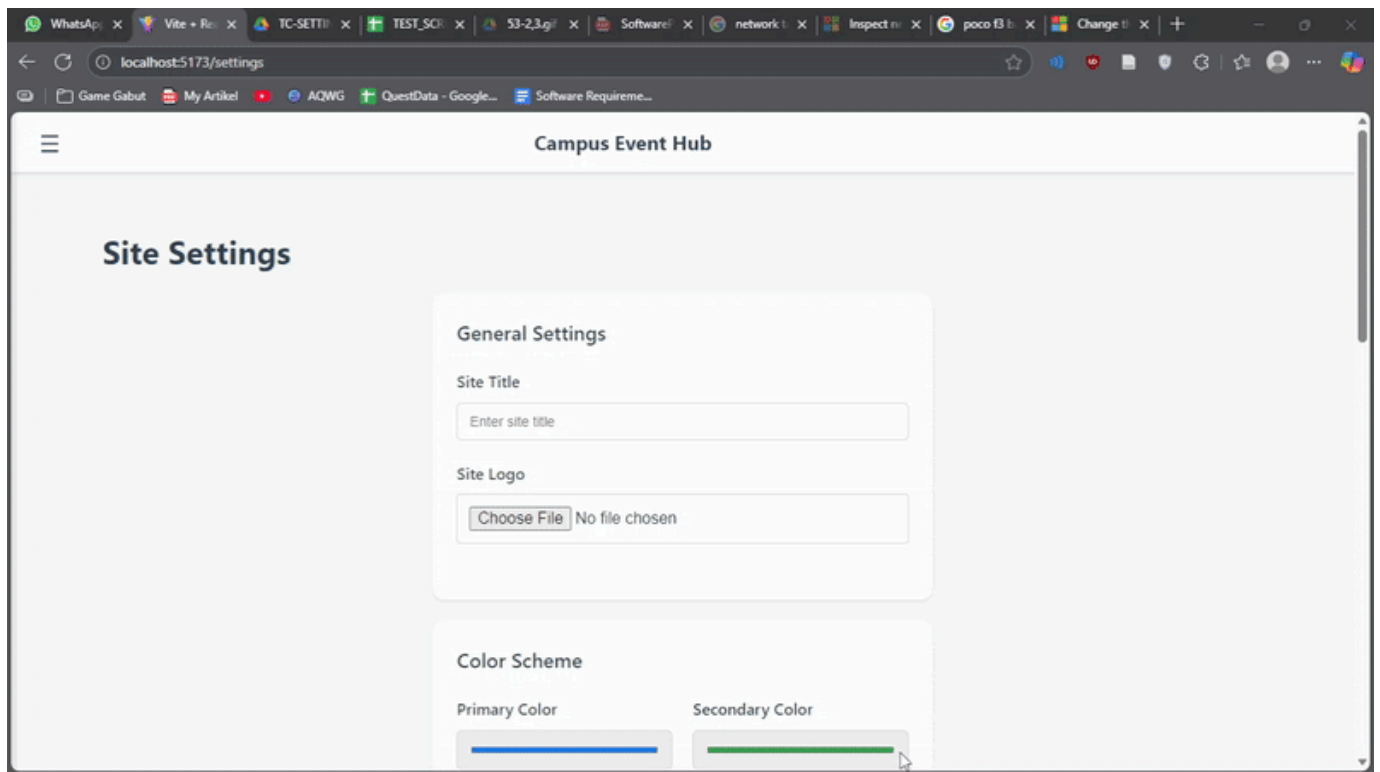 WhatsAp
Vite + Re
TC-SETTI
TEST_SCR
53-2,3.gif
Software
network t
Inspect n
poco f3 b
Change t
localhost:5173/settings
Game Gabut
My Artikel
AQWG
QuestData - Google...
Software Requireme...
Campus Event Hub
Site Settings
General Settings
Site Title
Enter site title
Site Logo
Choose File No file chosen
Color Scheme
Primary Color Secondary Color